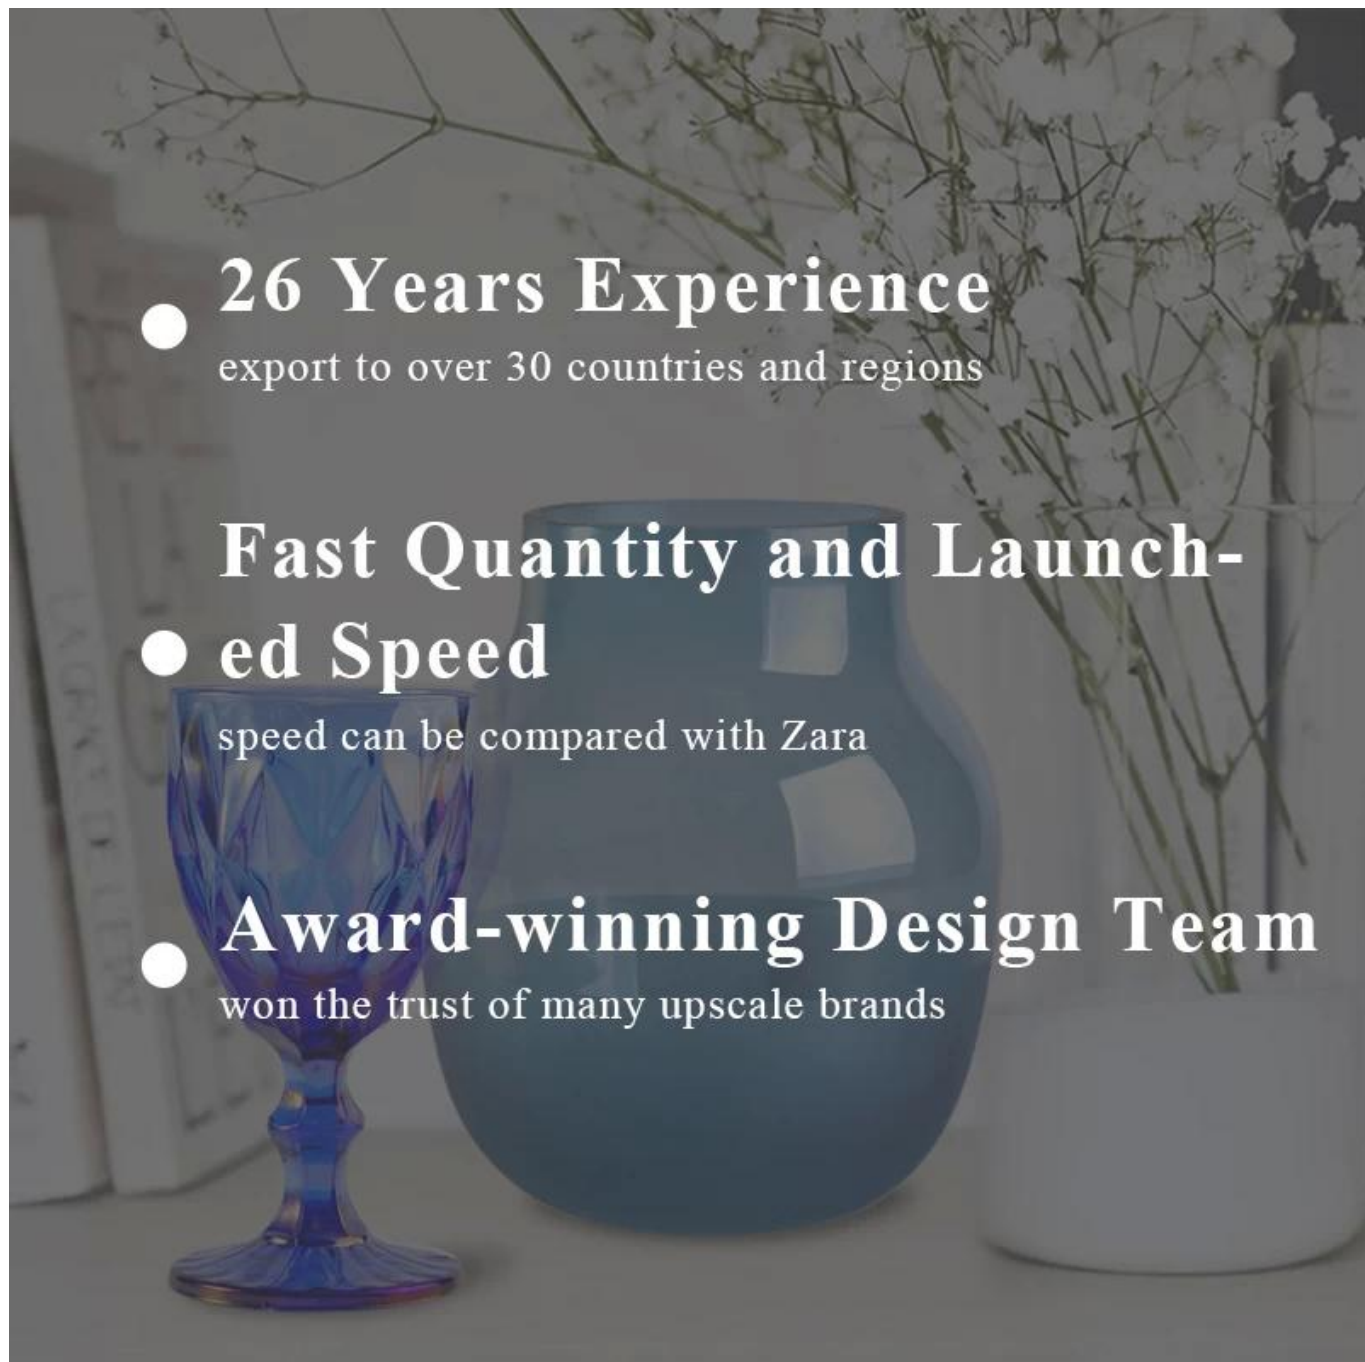 26 Years Experience
export to over 30 countries and regions
Fast Quantity and Launch-
ed Speed
speed can be compared with Zara
Award-winning Design Team
won the trust of many upscale brands